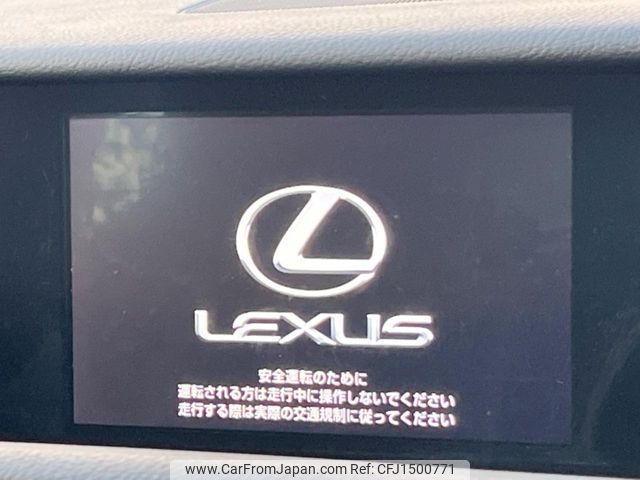 LEXUS
安全運転のために
運転される方は走行中に操作しないでください
走行する際は実際の交通規制に従ってください
www.CarFromJapan.com Ref:CFJ1500771